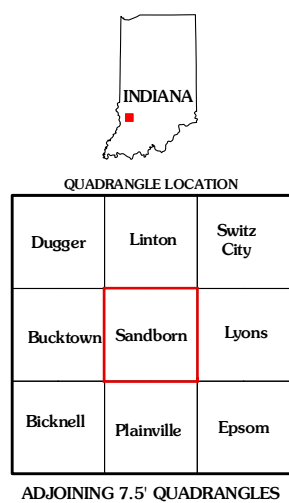 INDIANA
QUADRANGLE LOCATION
Dugger Linton Switz
City
Bucktown Sandborn Lyons
Bicknell Plainville Epsom
ADJOINING 7.5' QUADRANGLES